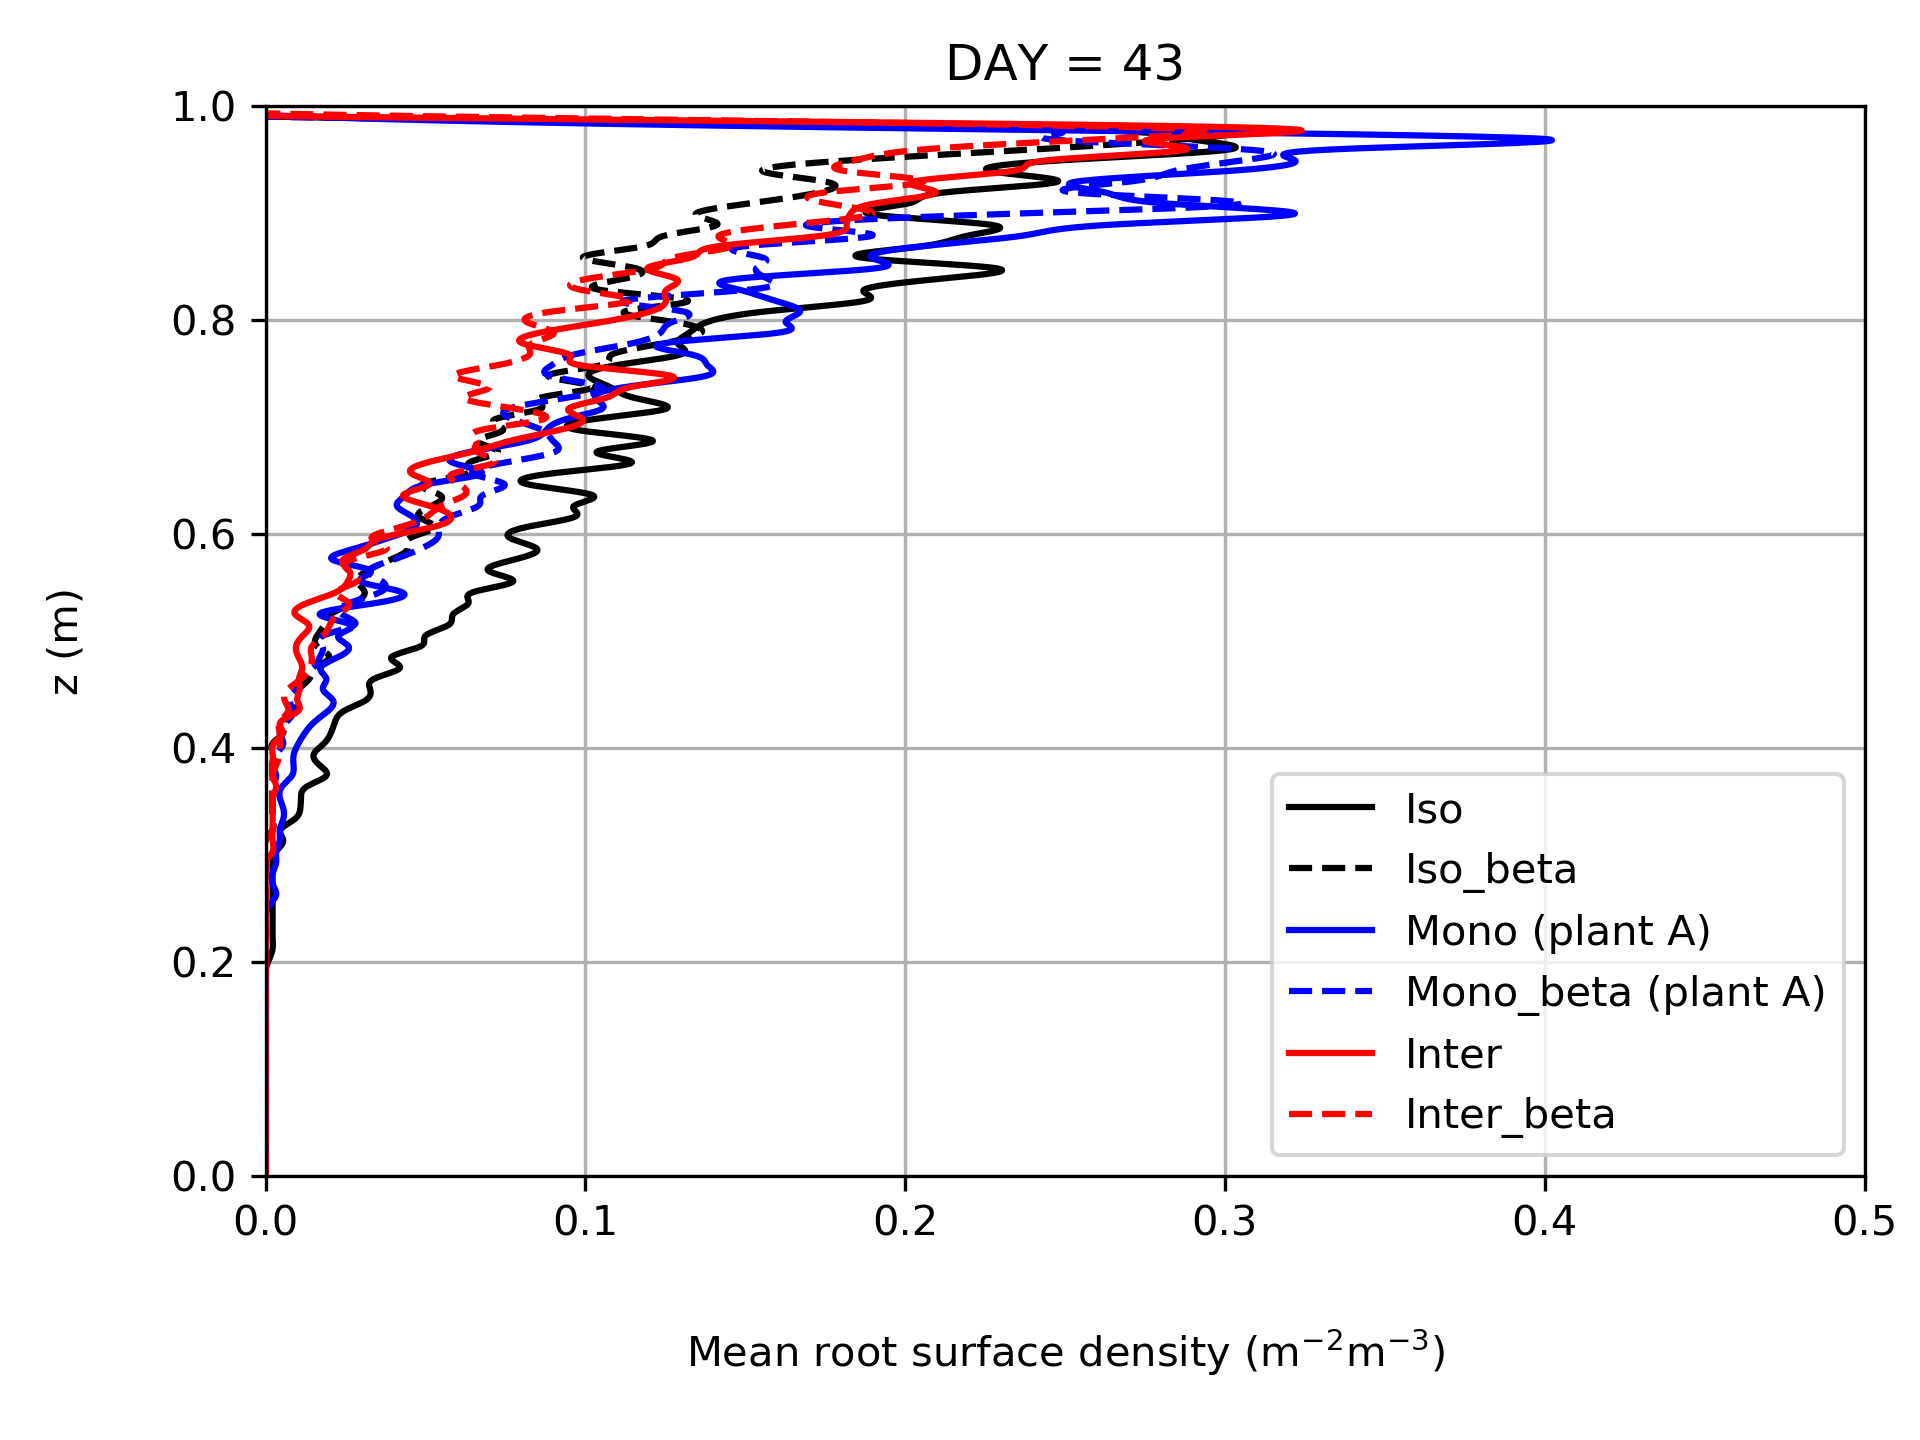 DAY = 43
1.0
0.8
0.6
0.4
0.2
0.0
z (m)
0.0 0.1 0.2 0.3 0.4 0.5
Mean root surface density (m⁻²m⁻³)
Iso
Iso_beta
Mono (plant A)
Mono_beta (plant A)
Inter
Inter_beta